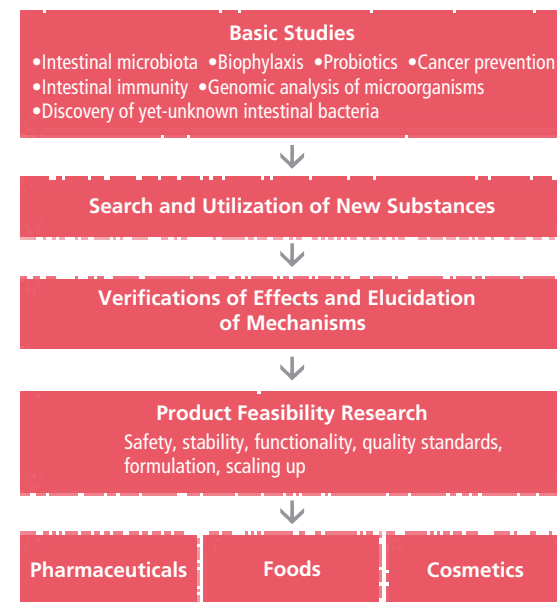 Basic Studies
•Intestinal microbiota •Biophylaxis •Probiotics •Cancer prevention
•Intestinal immunity •Genomic analysis of microorganisms
•Discovery of yet-unknown intestinal bacteria
Search and Utilization of New Substances
Verifications of Effects and Elucidation
of Mechanisms
Product Feasibility Research
Safety, stability, functionality, quality standards,
formulation, scaling up
Pharmaceuticals
Foods
Cosmetics